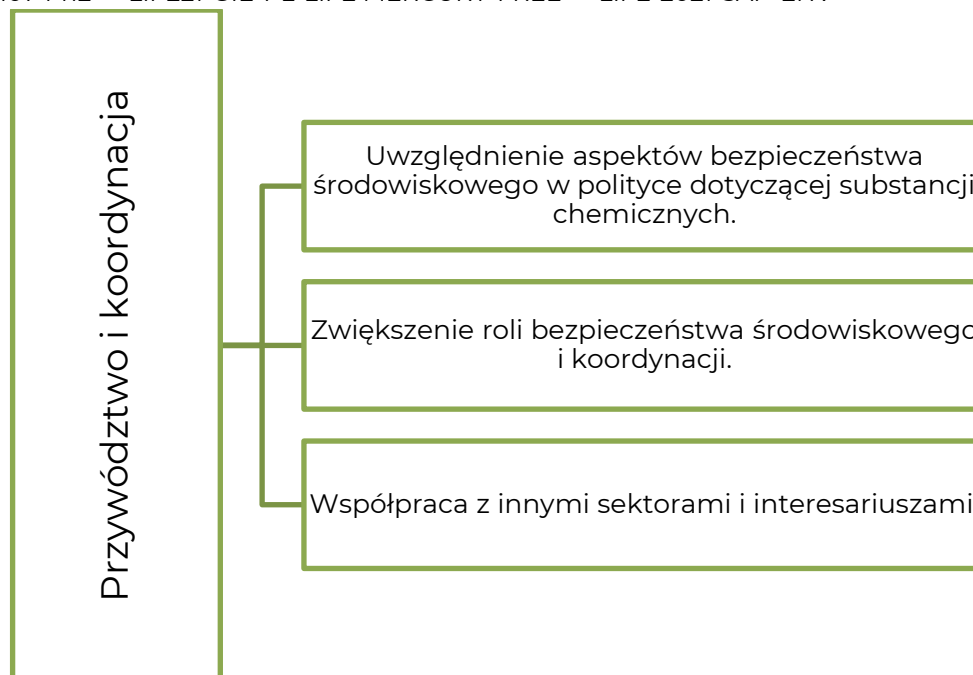 Przywództwo i koordynacja
Uwzględnienie aspektów bezpieczeństwa
środowiskowego w polityce dotyczącej substancji
chemicznych.
Zwiększenie roli bezpieczeństwa środowiskowego
i koordynacji.
Współpraca z innymi sektorami i interesariuszami